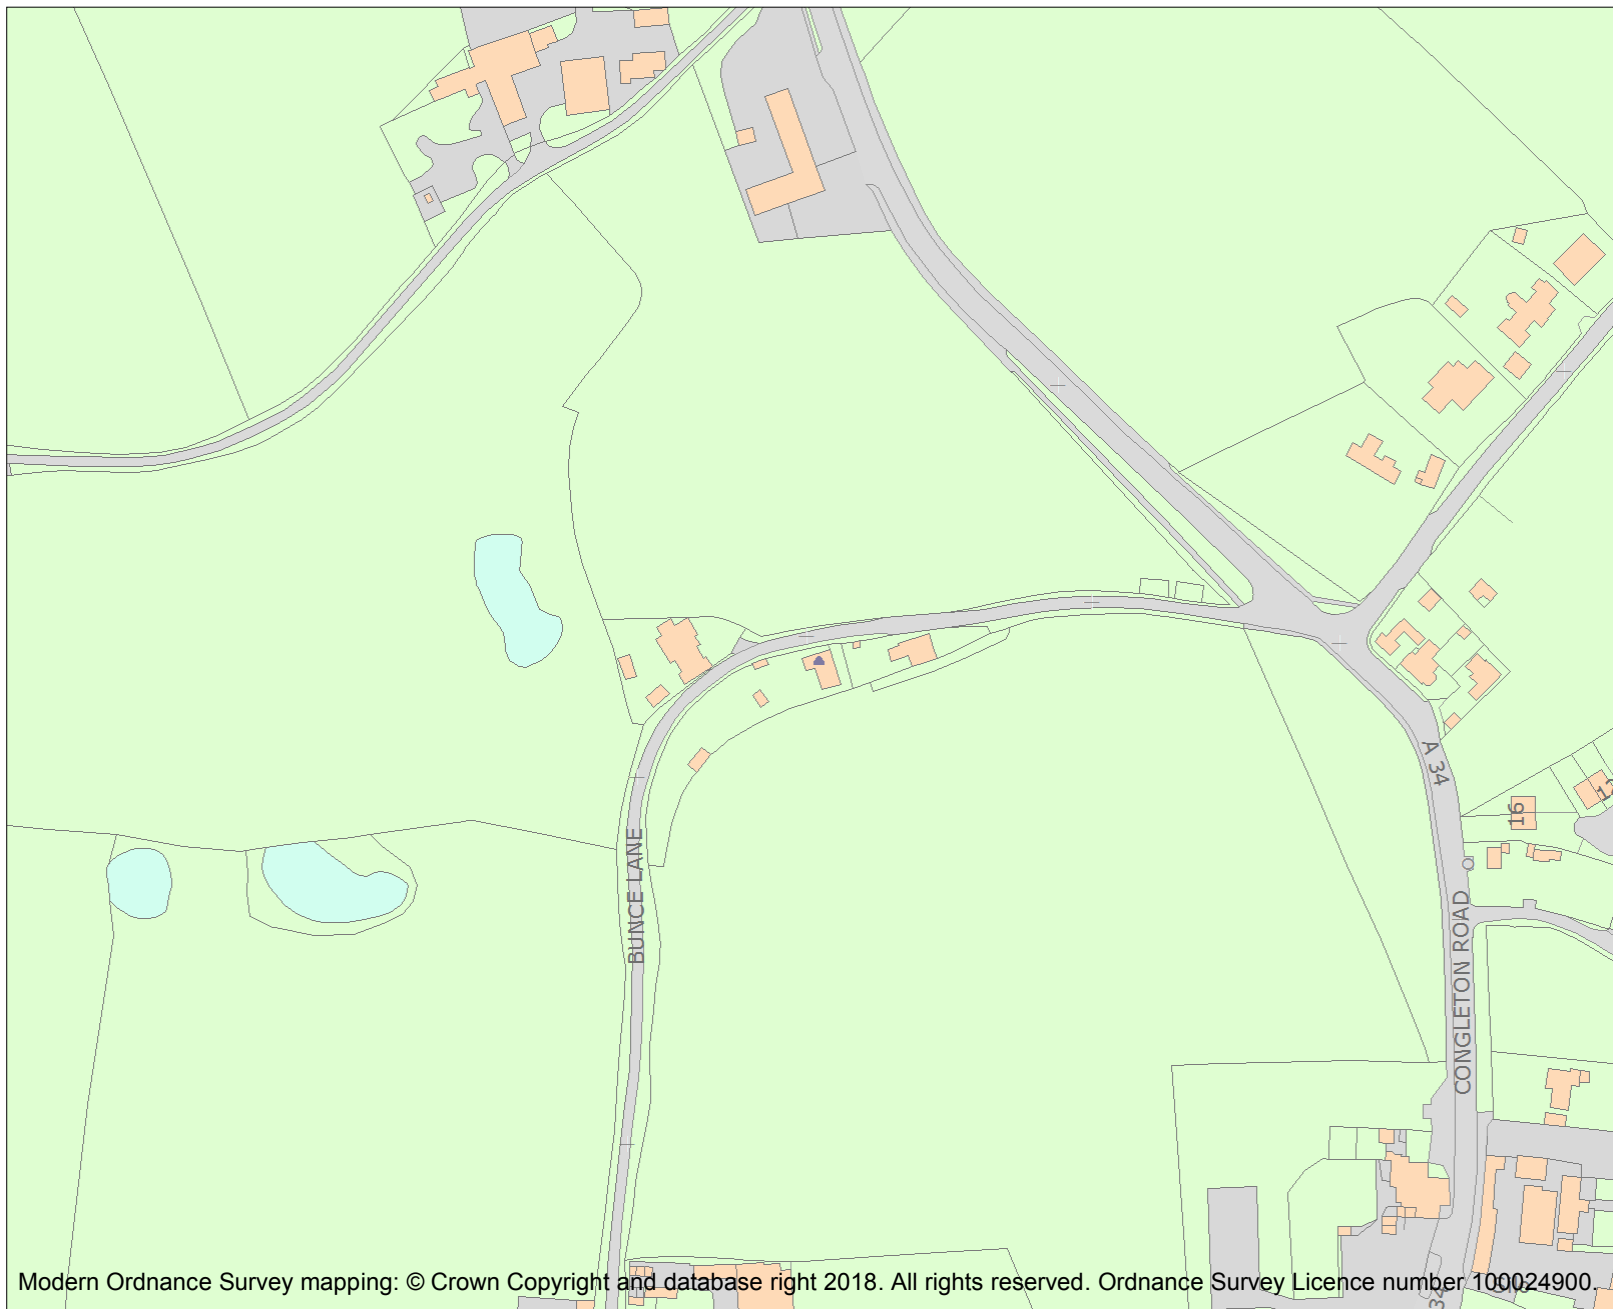 A 34
16
BUNCE LANE
CONGLETON ROAD
Modern Ordnance Survey mapping: © Crown Copyright and database right 2018. All rights reserved. Ordnance Survey Licence number 100024900.